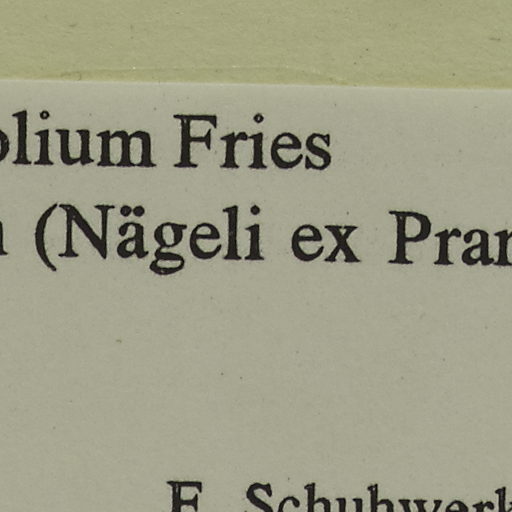 olium Fries
(Nägeli ex Pran
F. Schuhwerk